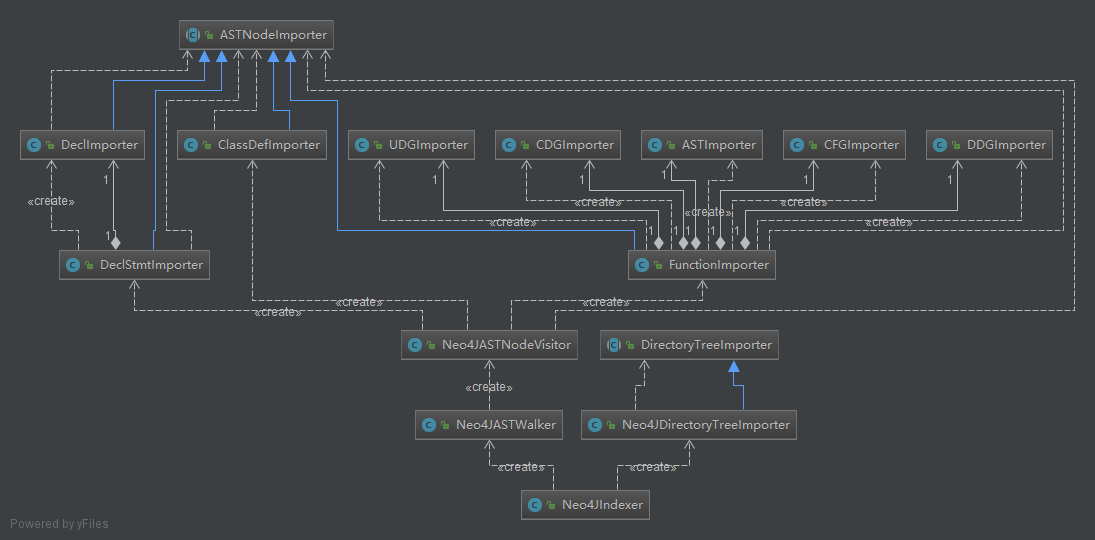 ASTNodeImporter
DeclImporter
ClassDefImporter
UDGImporter
CDGImporter
ASTImporter
CFGImporter
DDGImporter
1
1
1
1
1
1
«create»
«create»
«create»
«create»
«create»
«create»
1
1
1
1
1
1
DeclStmtImporter
FunctionImporter
«create»
«create»
«create»
Neo4JASTNodeVisitor
DirectoryTreeImporter
«create»
Neo4JASTWalker
Neo4JDirectoryTreeImporter
«create»
«create»
Neo4JIndexer
Powered by yFiles